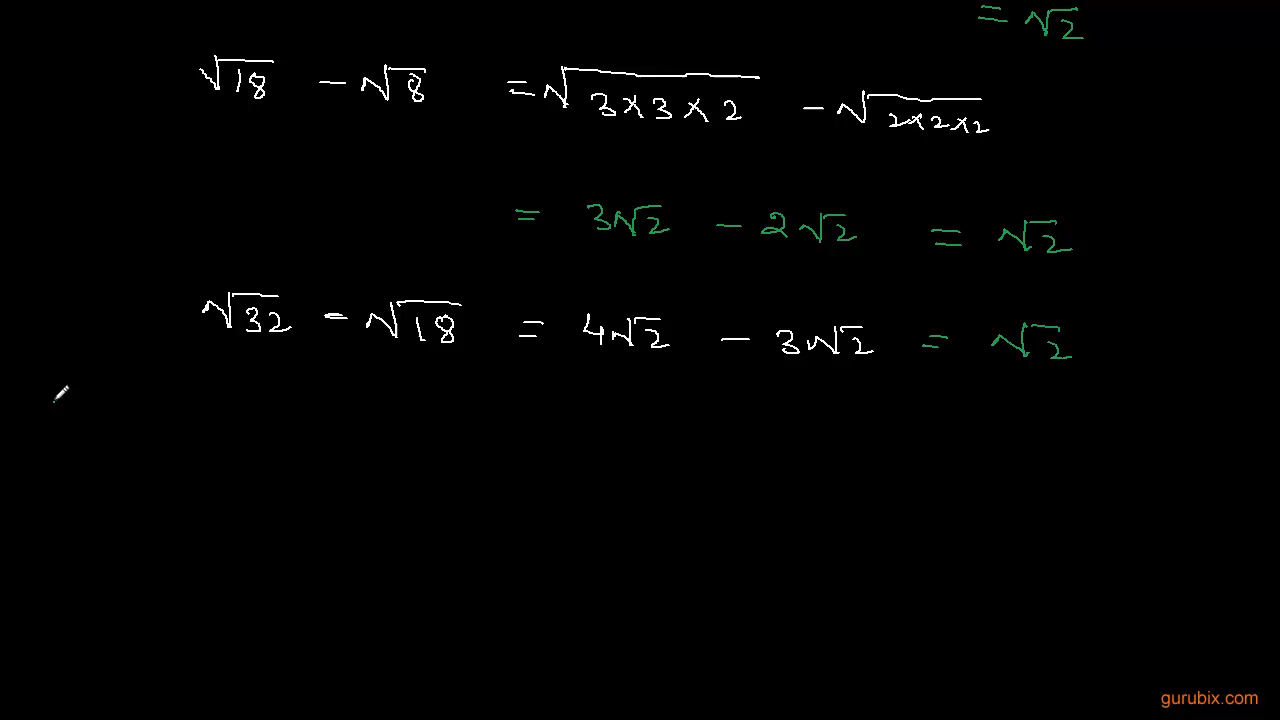 = √2
√18 - √8 = √3×3×2 - √2×2×2
= 3√2 - 2√2 = √2
√32 - √18 = 4√2 - 3√2 = √2
gurubix.com